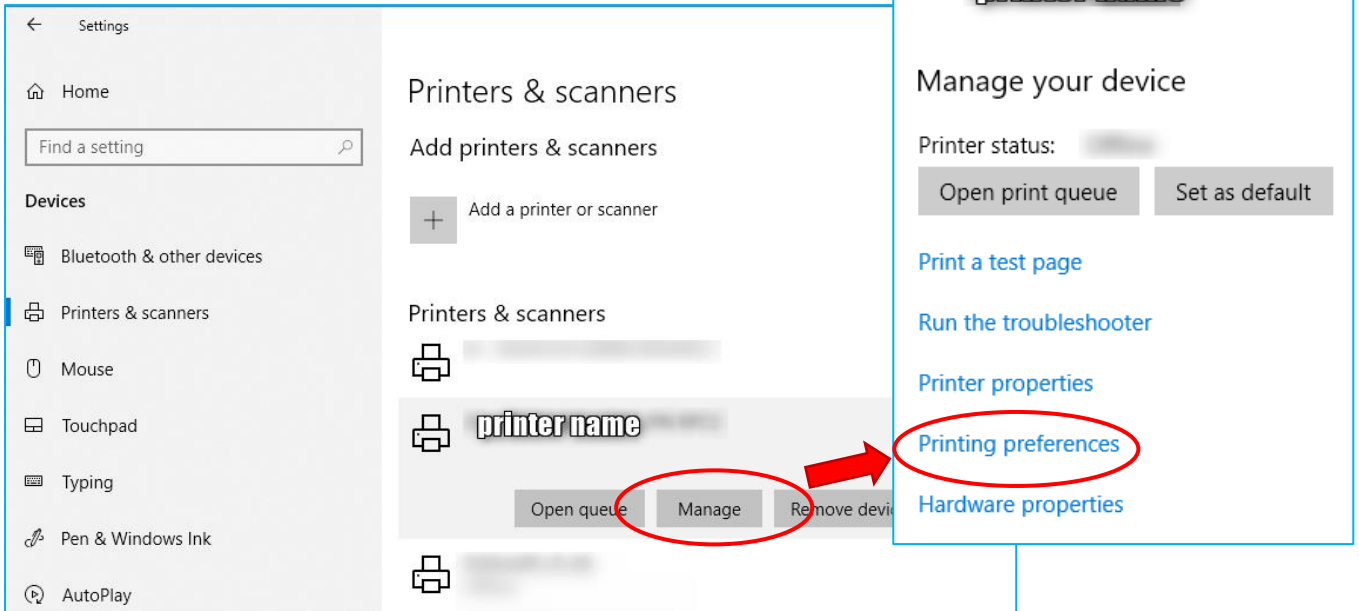 Settings
Home
Find a setting
Devices
Bluetooth & other devices
Printers & scanners
Mouse
Touchpad
Typing
Pen & Windows Ink
AutoPlay
Printers & scanners
Add printers & scanners
Add a printer or scanner
Printers & scanners
printer name
Open queue
Manage
Remove
Manage your device
Printer status:
Open print queue
Set as default
Print a test page
Run the troubleshooter
Printer properties
Printing preferences
Hardware properties